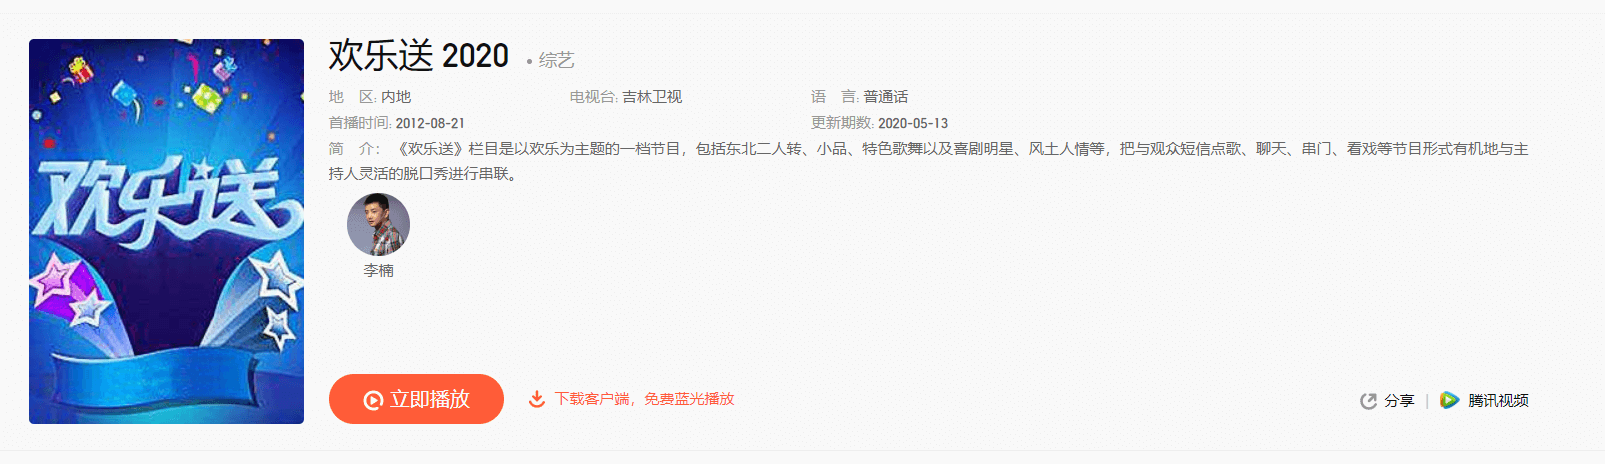 欢乐送
欢乐送 2020 • 综艺
地 区: 内地 电视台: 吉林卫视 语 言: 普通话
首播时间: 2012-08-21 更新期数: 2020-05-13
简 介: 《欢乐送》栏目是以欢乐为主题的一档节目，包括东北二人转、小品、特色歌舞以及喜剧明星、风土人情等，把与观众短信点歌、聊天、串门、看戏等节目形式有机地与主
持人灵活的脱口秀进行串联。
李楠
立即播放 下载客户端，免费蓝光播放 分享 | 腾讯视频